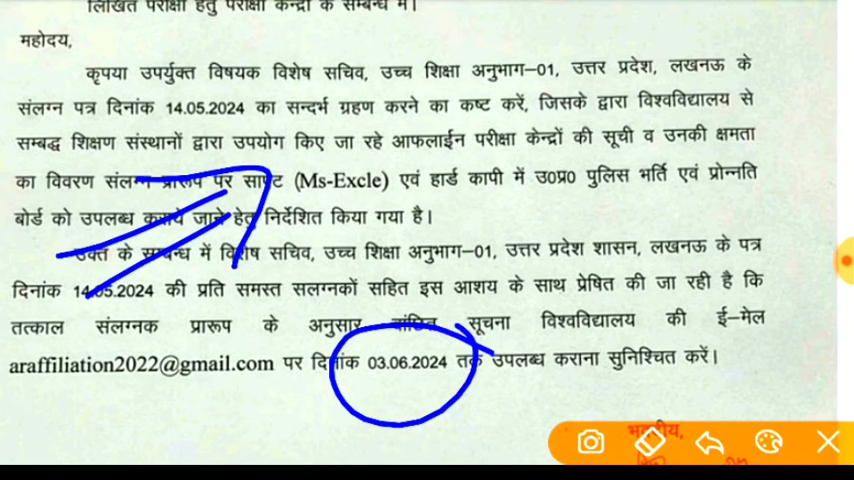 लिखित परीक्षा हेतु परीक्षा केन्द्रों के सम्बन्ध में।
महोदय,
कृपया उपर्युक्त विषयक विशेष सचिव, उच्च शिक्षा अनुभाग–01, उत्तर प्रदेश, लखनऊ के
संलग्न पत्र दिनांक 14.05.2024 का सन्दर्भ ग्रहण करने का कष्ट करें, जिसके द्वारा विश्वविद्यालय से
सम्बद्ध शिक्षण संस्थानों द्वारा उपयोग किए जा रहे आफलाईन परीक्षा केन्द्रों की सूची व उनकी क्षमता
का विवरण संलग्न प्रारूप पर साफ्ट (Ms-Excle) एवं हार्ड कापी में उ०प्र० पुलिस भर्ति एवं प्रोन्नति
बोर्ड को उपलब्ध कराये जाने हेतु निर्देशित किया गया है।
उक्त के सम्बन्ध में विशेष सचिव, उच्च शिक्षा अनुभाग–01, उत्तर प्रदेश शासन, लखनऊ के पत्र
दिनांक 14.05.2024 की प्रति समस्त सलग्नकों सहित इस आशय के साथ प्रेषित की जा रही है कि
तत्काल संलग्नक प्रारूप के अनुसार वांछित सूचना विश्वविद्यालय की ई–मेल
araffiliation2022@gmail.com पर दिनांक 03.06.2024 तक उपलब्ध कराना सुनिश्चित करें।
भवदीय,